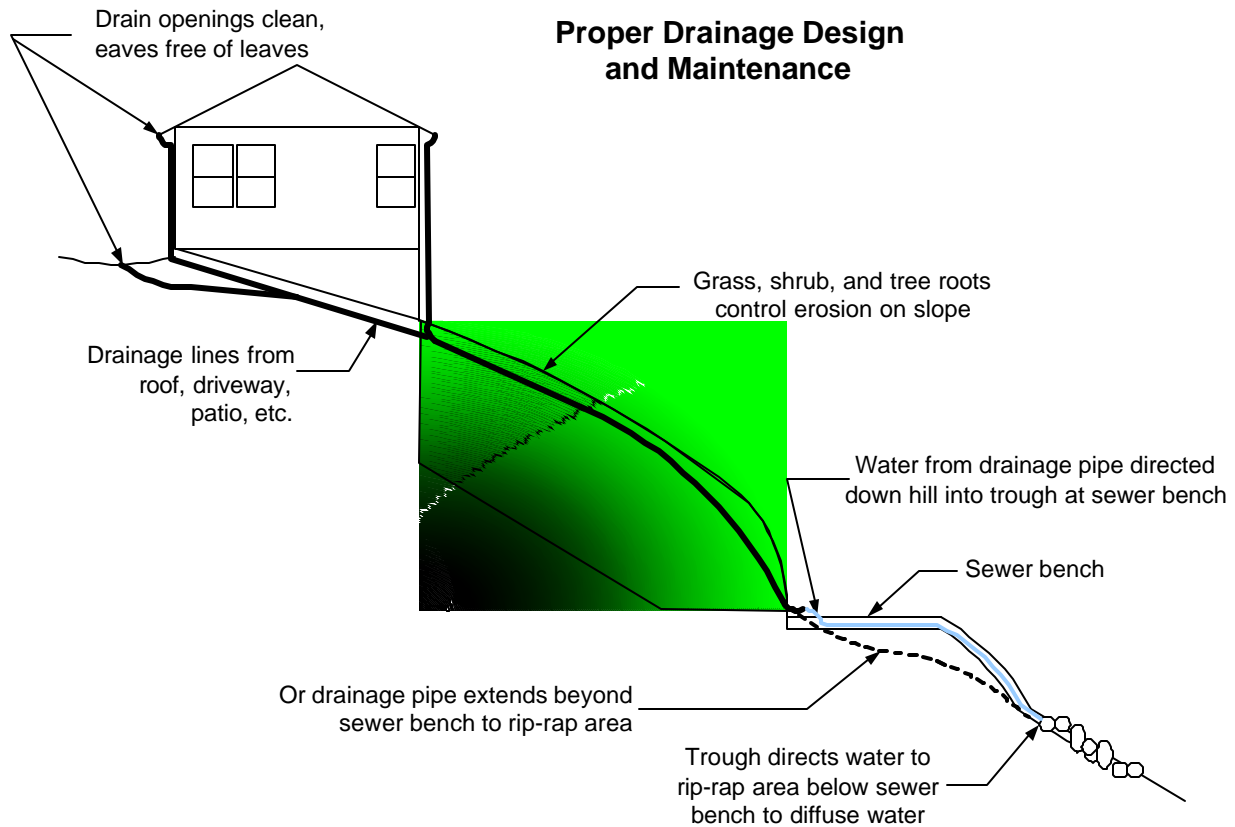 Proper Drainage Design
and Maintenance
Drain openings clean,
eaves free of leaves
Grass, shrub, and tree roots
control erosion on slope
Drainage lines from
roof, driveway,
patio, etc.
Water from drainage pipe directed
down hill into trough at sewer bench
Sewer bench
Or drainage pipe extends beyond
sewer bench to rip-rap area
Trough directs water to
rip-rap area below sewer
bench to diffuse water